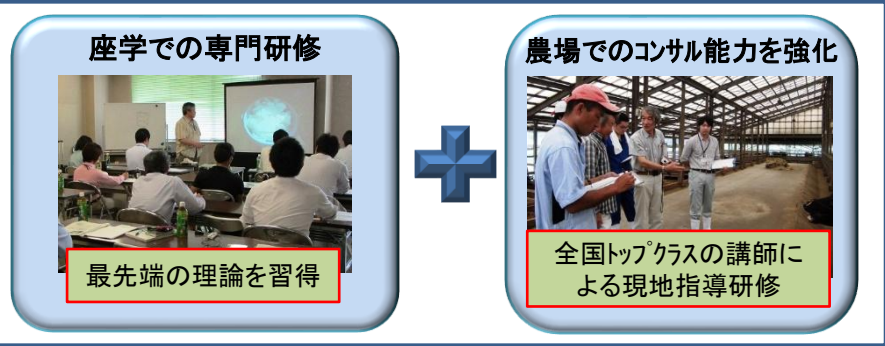 座学での専門研修
最先端の理論を習得
農場でのコンサル能力を強化
全国トップクラスの講師に
よる現地指導研修